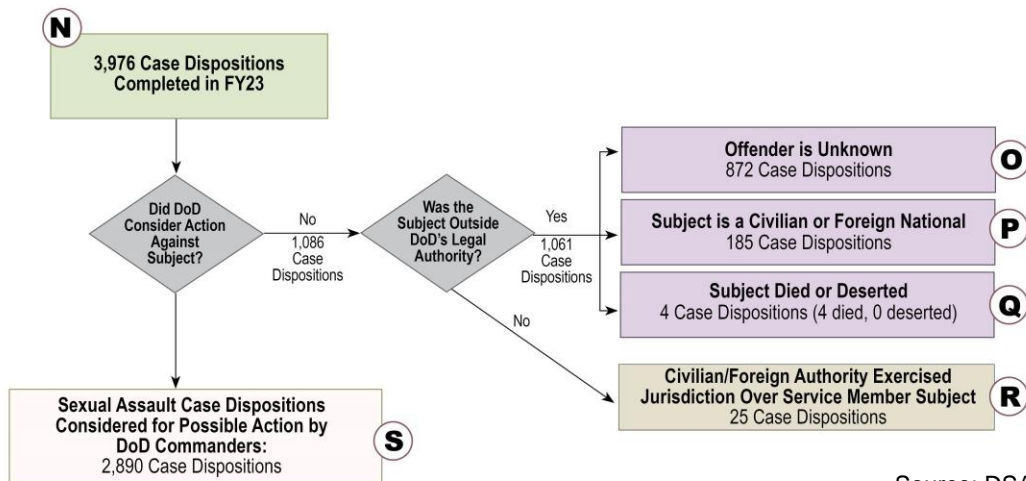 N
3,976 Case Dispositions
Completed in FY23
Did DoD
Consider Action
Against
Subject?
No
1,086
Case
Dispositions
Was the
Subject Outside
DoD's Legal
Authority?
Yes
1,061
Case
Dispositions
Offender is Unknown
872 Case Dispositions
O
Subject is a Civilian or Foreign National
185 Case Dispositions
P
Subject Died or Deserted
4 Case Dispositions (4 died, 0 deserted)
Q
No
Civilian/Foreign Authority Exercised
Jurisdiction Over Service Member Subject
25 Case Dispositions
R
Sexual Assault Case Dispositions
Considered for Possible Action by
DoD Commanders:
2,890 Case Dispositions
S
Source: